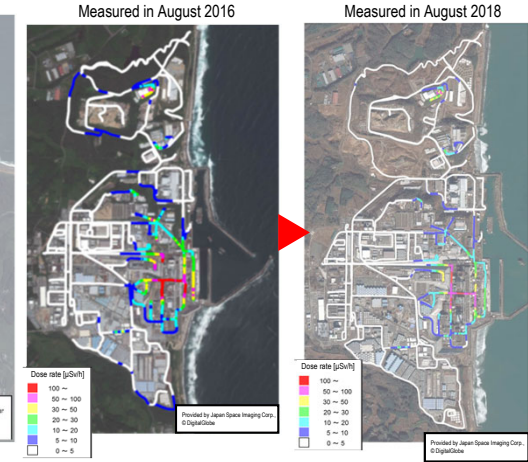 Measured in August 2016
Measured in August 2018
Dose rate [µSv/h]
100 ~
50 ~ 100
30 ~ 50
20 ~ 30
10 ~ 20
5 ~ 10
0 ~ 5
Provided by Japan Space Imaging Corp.,
© DigitalGlobe
Dose rate [µSv/h]
100 ~
50 ~ 100
30 ~ 50
20 ~ 30
10 ~ 20
5 ~ 10
0 ~ 5
Provided by Japan Space Imaging Corp.,
© DigitalGlobe